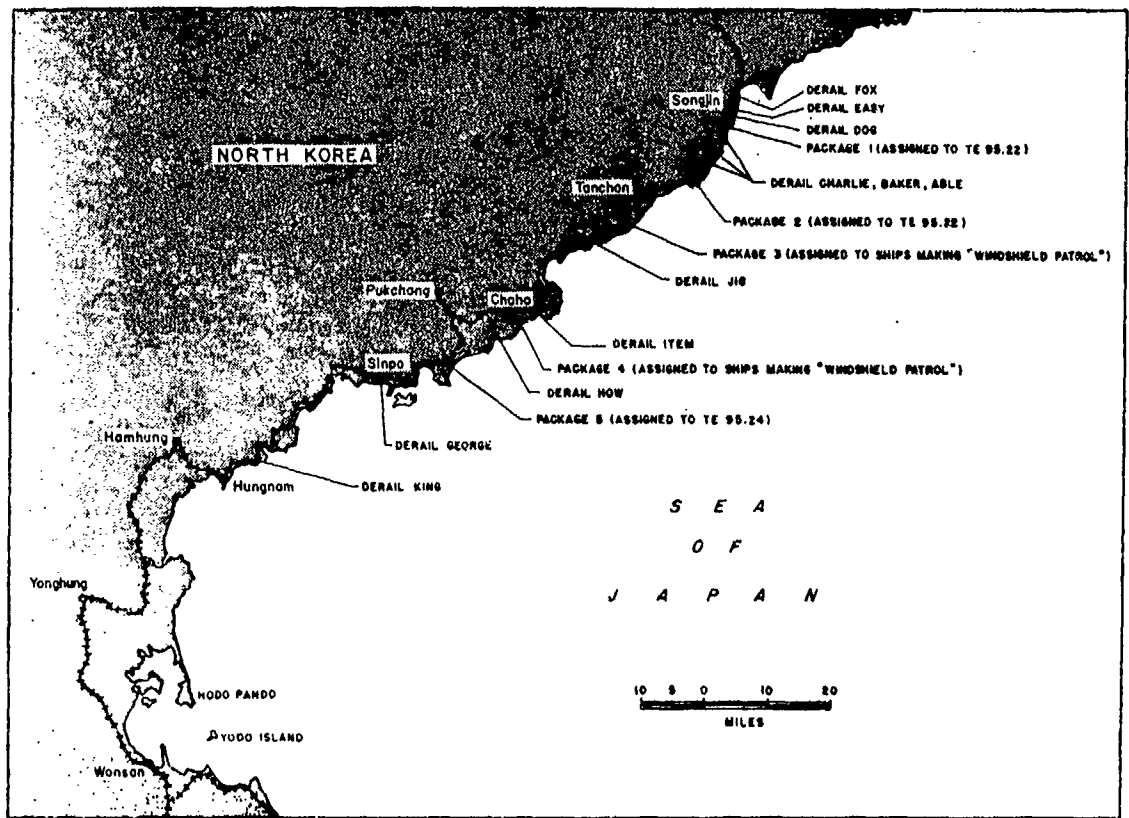 DERAIL FOX
Songjin
DERAIL EASY
DERAIL DOG
PACKAGE 1 (ASSIGNED TO TE 95.22)
NORTH KOREA
DERAIL CHARLIE, BAKER, ABLE
Tanchon
PACKAGE 2 (ASSIGNED TO TE 95.22)
PACKAGE 3 (ASSIGNED TO SHIPS MAKING "WINDSHIELD PATROL")
DERAIL JIG
Pukchong
Chaho
DERAIL ITEM
Sinpo
PACKAGE 4 (ASSIGNED TO SHIPS MAKING "WINDSHIELD PATROL")
DERAIL HOW
PACKAGE 5 (ASSIGNED TO TE 95.24)
Hamhung
DERAIL GEORGE
Hungnam
DERAIL KING
SEA
OF
JAPAN
Yonghung
HODO PANDO
10 5 0 10 20
MILES
YODO ISLAND
Wonsan